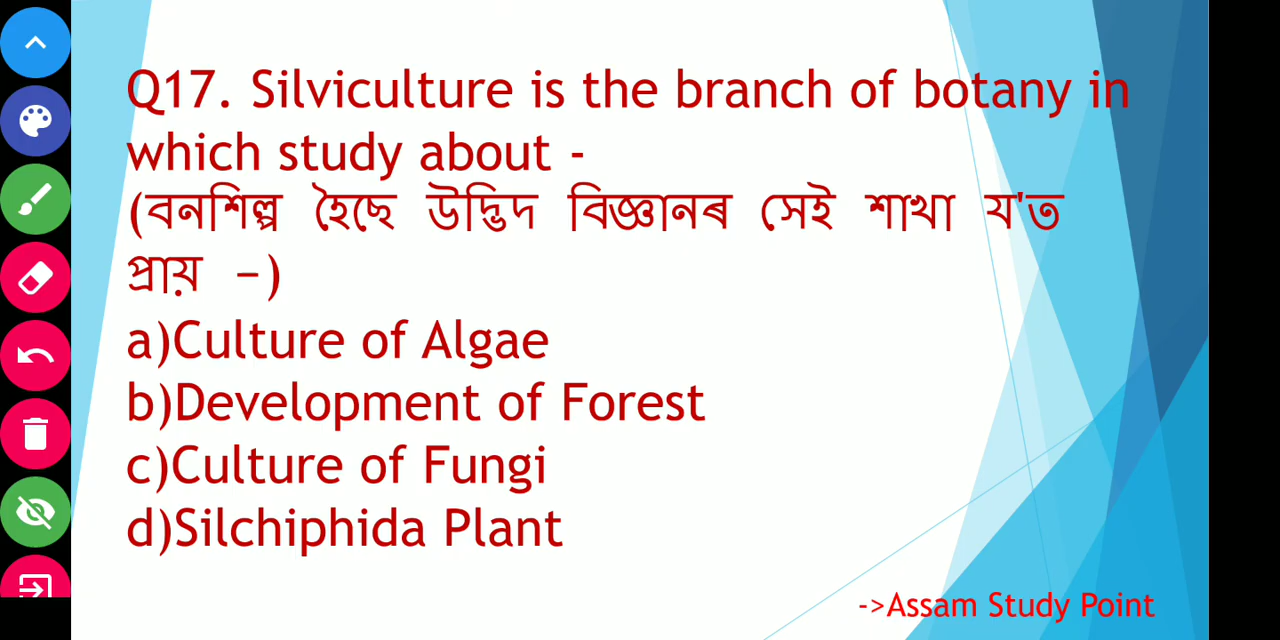 Q17. Silviculture is the branch of botany in
which study about -
(বনশিল্প হৈছে উদ্ভিদ বিজ্ঞানৰ সেই শাখা য'ত
প্ৰায় –)
a)Culture of Algae
b)Development of Forest
c)Culture of Fungi
d)Silchiphida Plant
->Assam Study Point